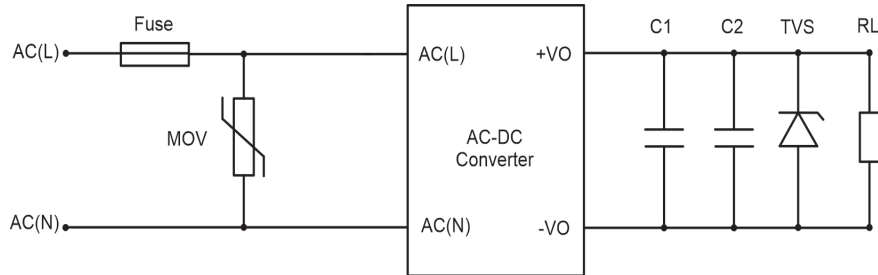 Fuse
C1 C2 TVS RL
AC(L)
AC(L)
+VO
MOV
AC-DC
Converter
AC(N)
AC(N)
-VO